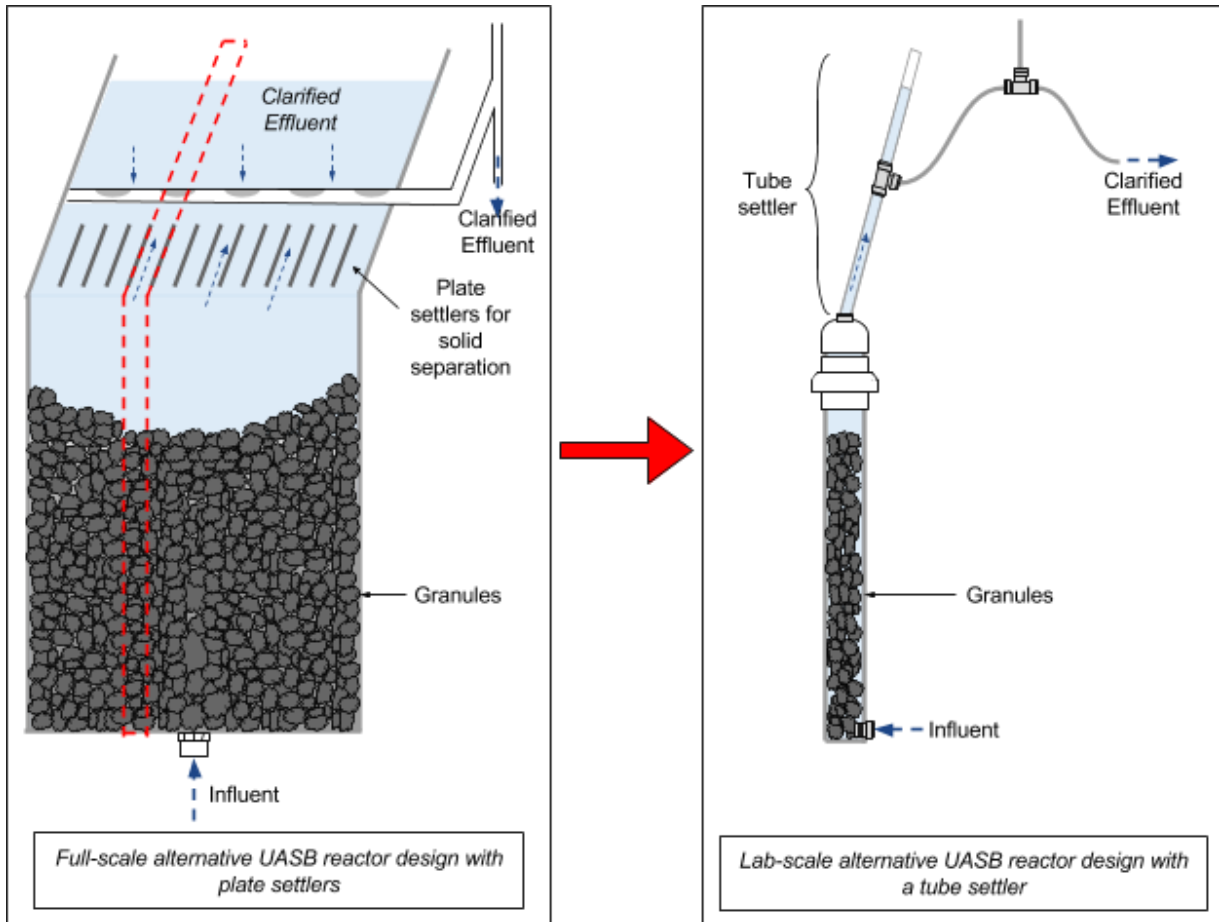 Clarified
Effluent
Clarified
Effluent
Plate
settlers for
solid
separation
Granules
Influent
Full-scale alternative UASB reactor design with
plate settlers
Tube
settler
Clarified
Effluent
Granules
Influent
Lab-scale alternative UASB reactor design with
a tube settler